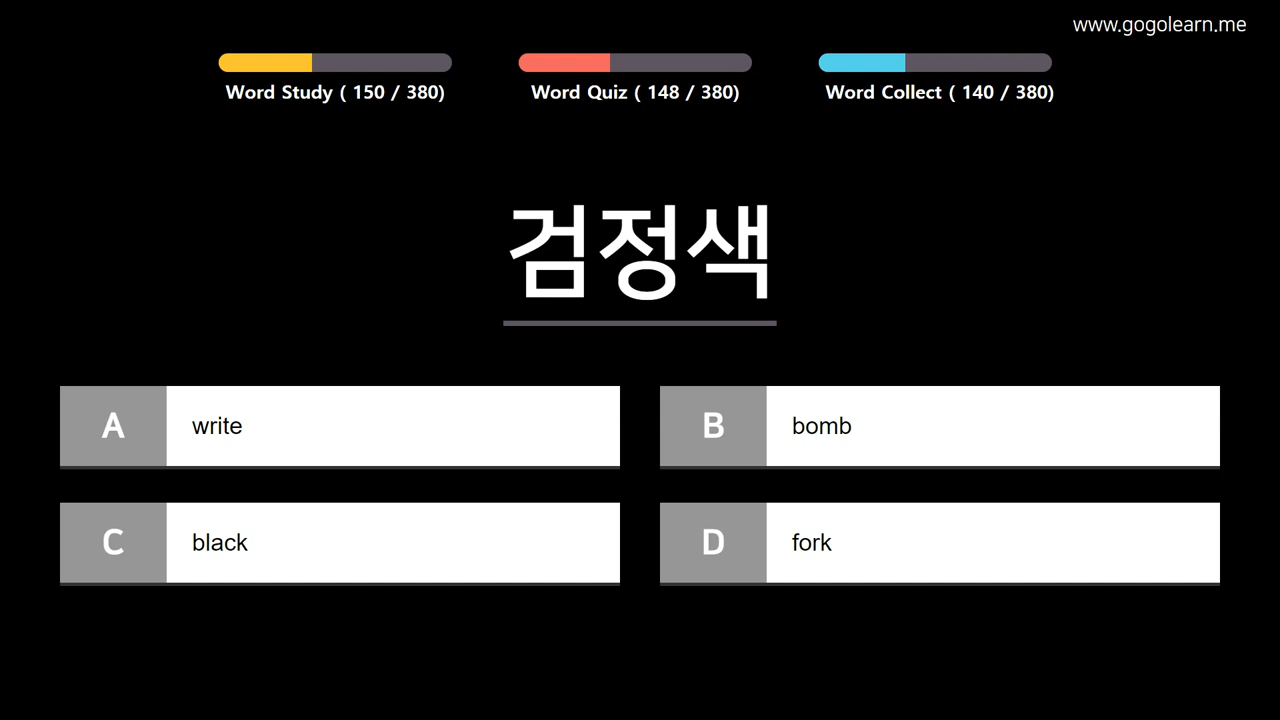 www.gogolearn.me
Word Study ( 150 / 380)
Word Quiz ( 148 / 380)
Word Collect ( 140 / 380)
검정색
A write
B bomb
C black
D fork